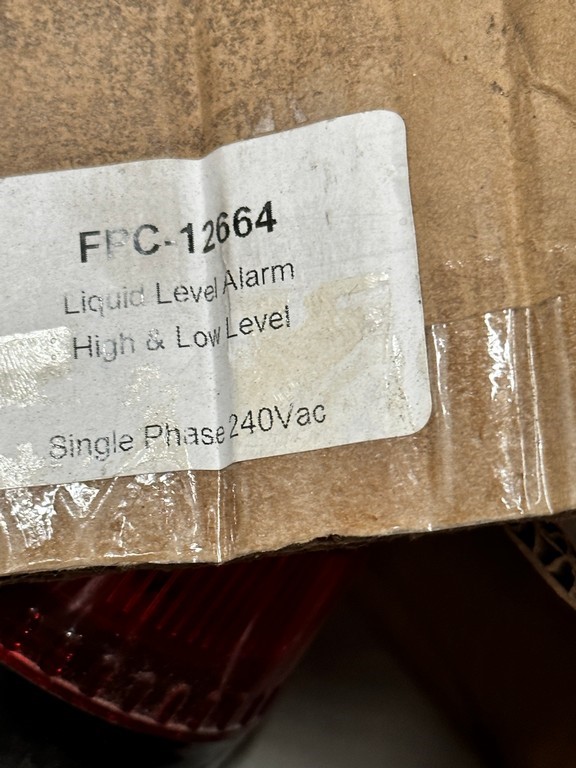 FPC-12664
Liquid Level Alarm
High & Low Level
Single Phase 240Vac